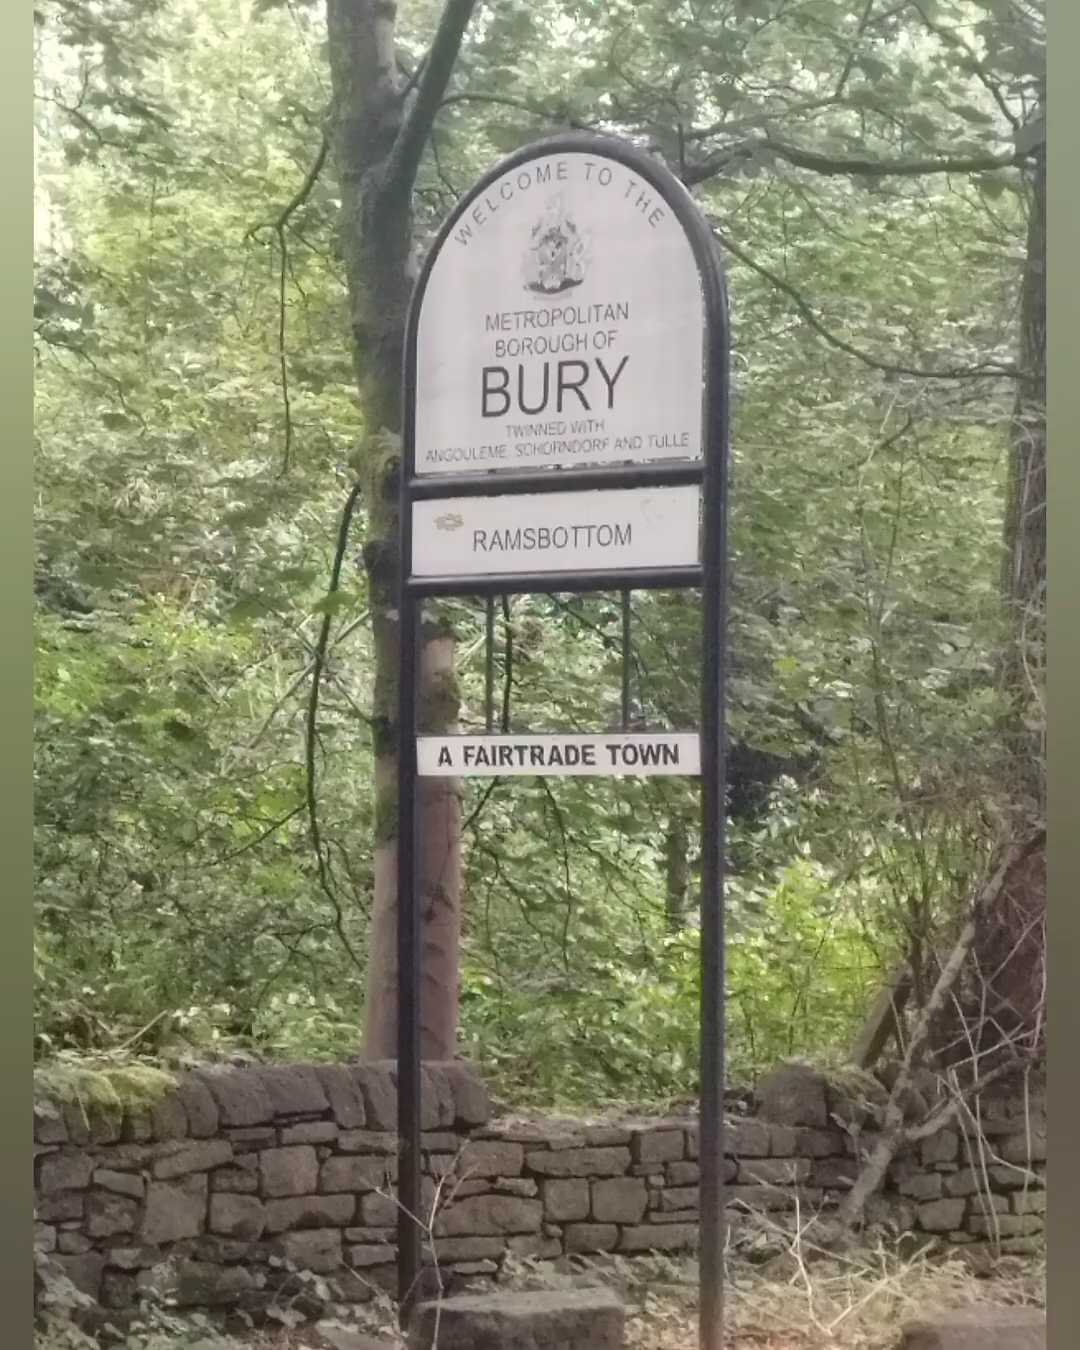 WELCOME TO THE
METROPOLITAN
BOROUGH OF
BURY
TWINNED WITH
ANGOULEME, SCHORNDORF AND TULLE
RAMSBOTTOM
A FAIRTRADE TOWN